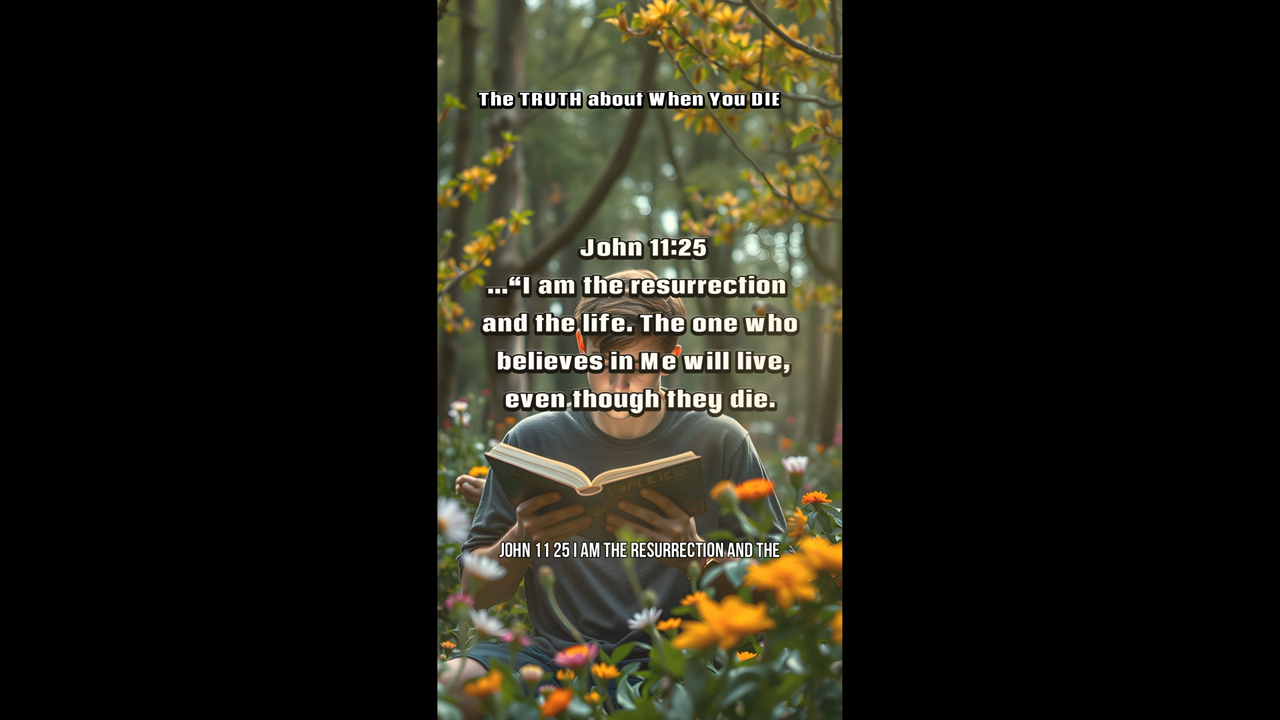 The TRUTH about When You DIE
John 11:25
...“I am the resurrection
and the life. The one who
believes in Me will live,
even though they die.
JOHN 11 25 I AM THE RESURRECTION AND THE